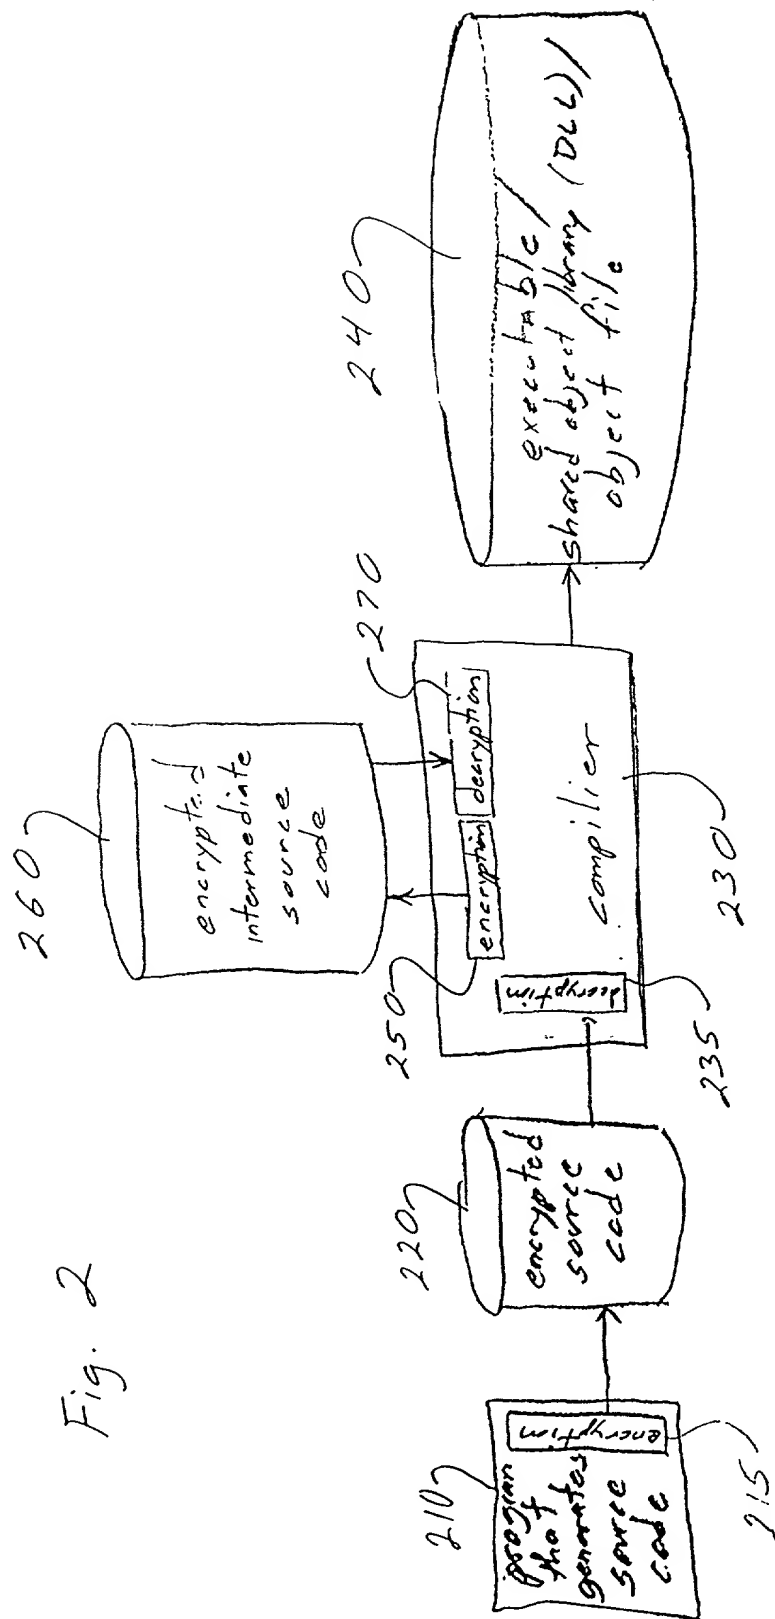 Fig. 2
210
program
that
generates
source
code
encryption
215
220
encrypted
source
code
235
decryption
230
compilier
250
encryption
decryption
270
260
encrypted
intermediate
source
code
240
executable/
shared object library (DLL)/
object file